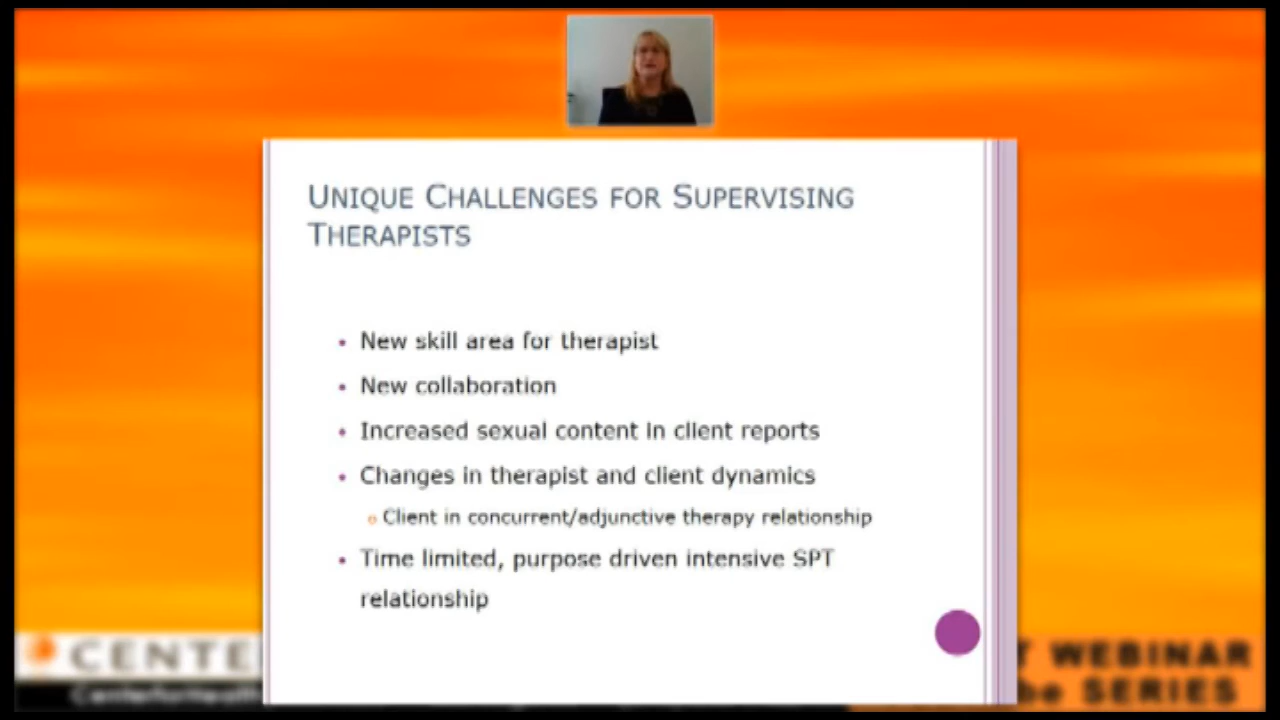 UNIQUE CHALLENGES FOR SUPERVISING
THERAPISTS
• New skill area for therapist
• New collaboration
• Increased sexual content in client reports
• Changes in therapist and client dynamics
o Client in concurrent/adjunctive therapy relationship
• Time limited, purpose driven intensive SPT
relationship
CENTE
T WEBINAR
be SERIES